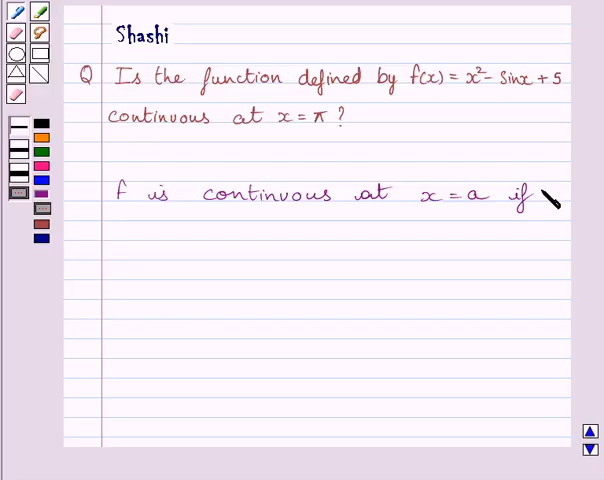 Shashi
Q Is the function defined by f(x) = x² - sinx + 5
continuous at x = π ?
f is continuous at x = a if